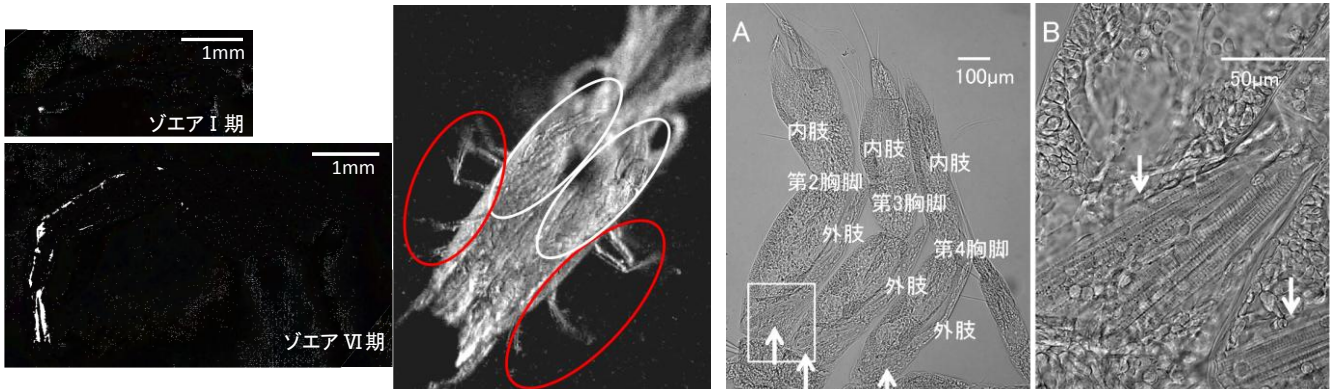 1mm
ゾエアⅠ期
1mm
ゾエアⅥ期
A
100μm
内肢
内肢
内肢
第2胸脚
第3胸脚
外肢
第4胸脚
外肢
外肢
B
50μm